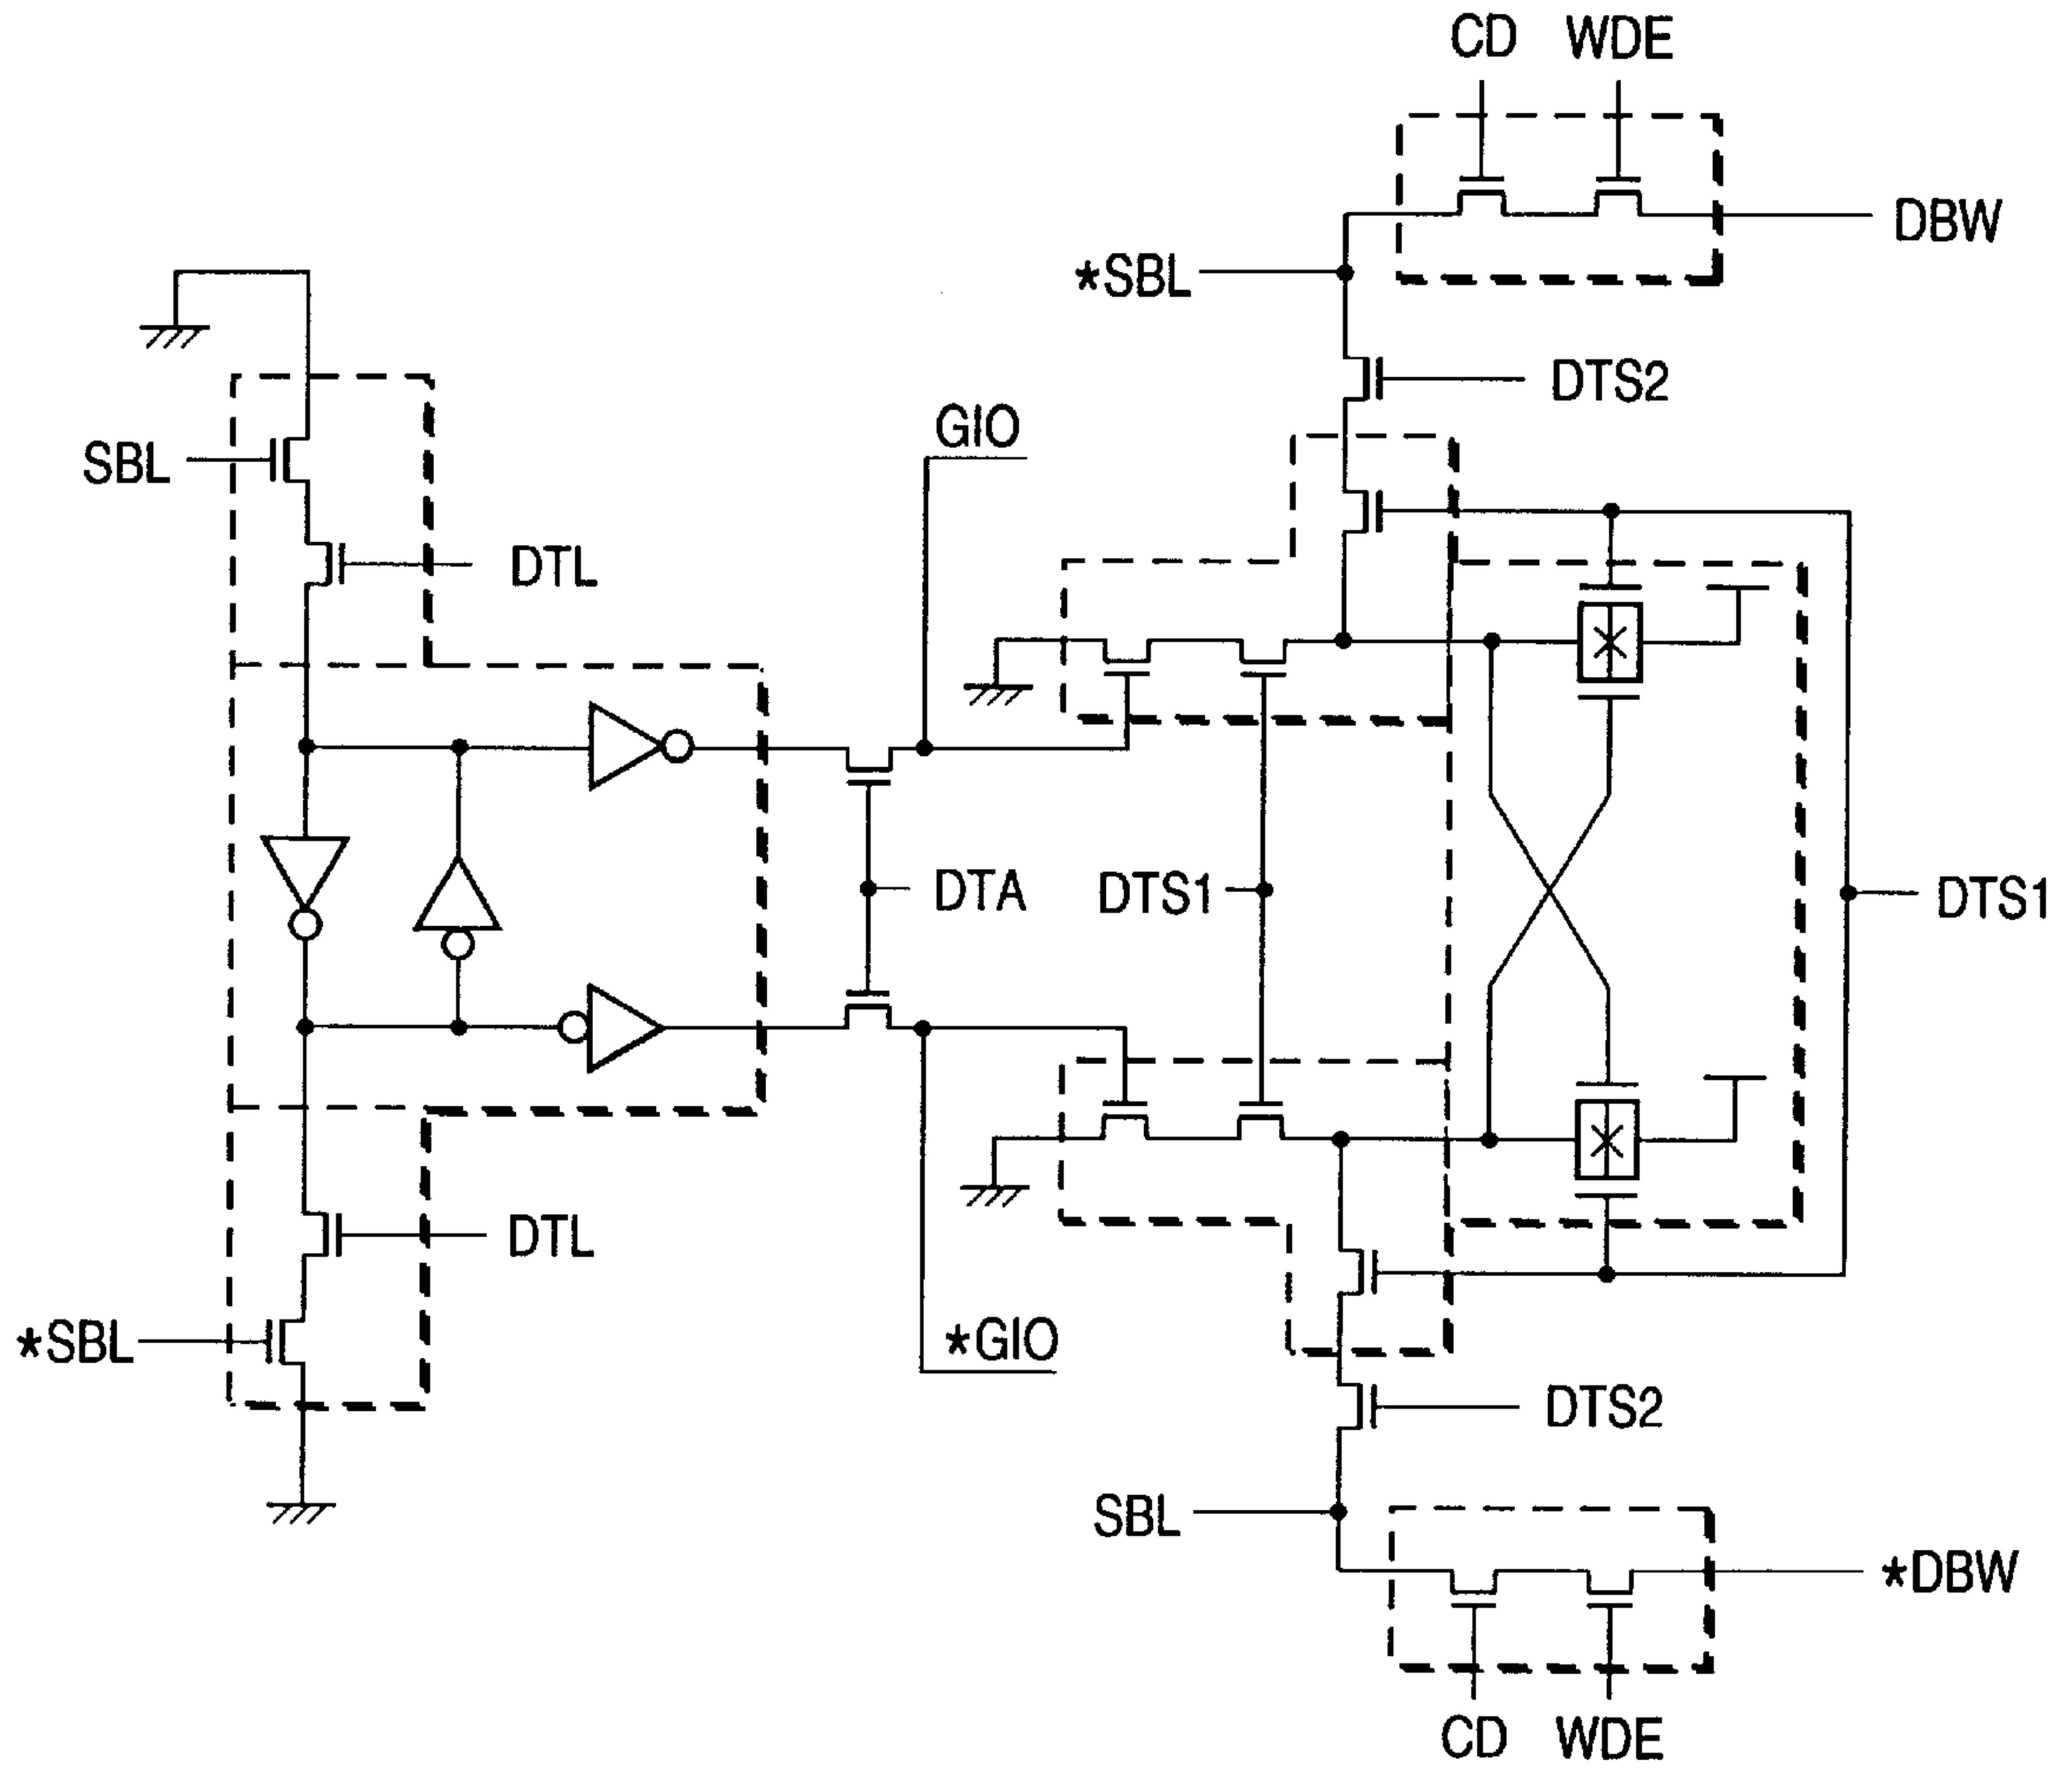 CD WDE
DBW
*SBL
DTS2
GIO
SBL
DTL
DTA
DTS1
DTS1
DTL
*SBL
*GIO
DTS2
SBL
*DBW
CD WDE